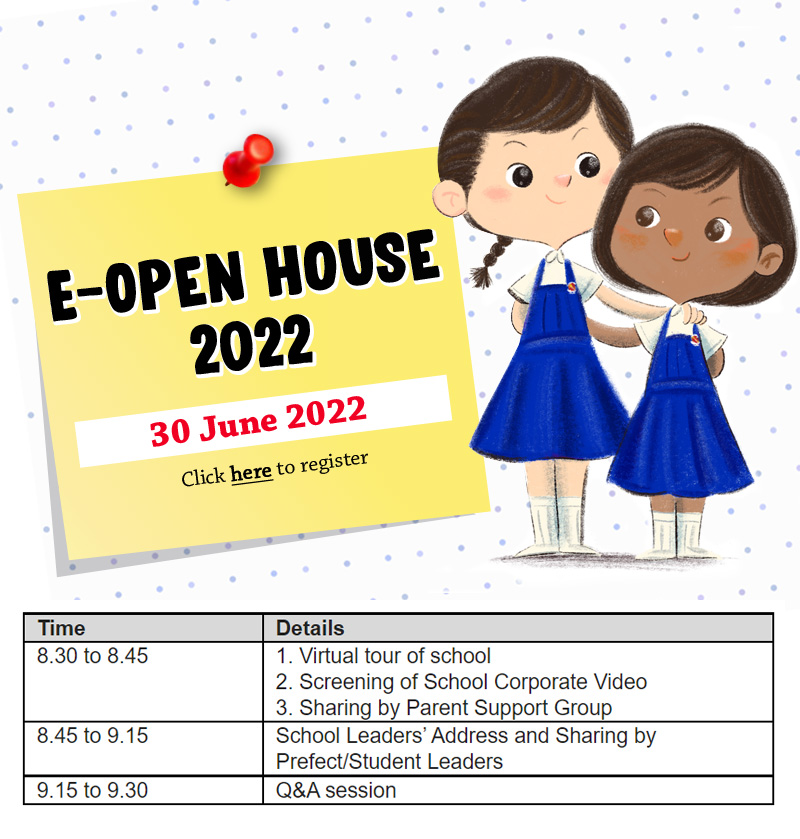 E-OPEN HOUSE
2022
30 June 2022
Click here to register
Time Details
8.30 to 8.45 1. Virtual tour of school
2. Screening of School Corporate Video
3. Sharing by Parent Support Group
8.45 to 9.15 School Leaders’ Address and Sharing by
Prefect/Student Leaders
9.15 to 9.30 Q&A session